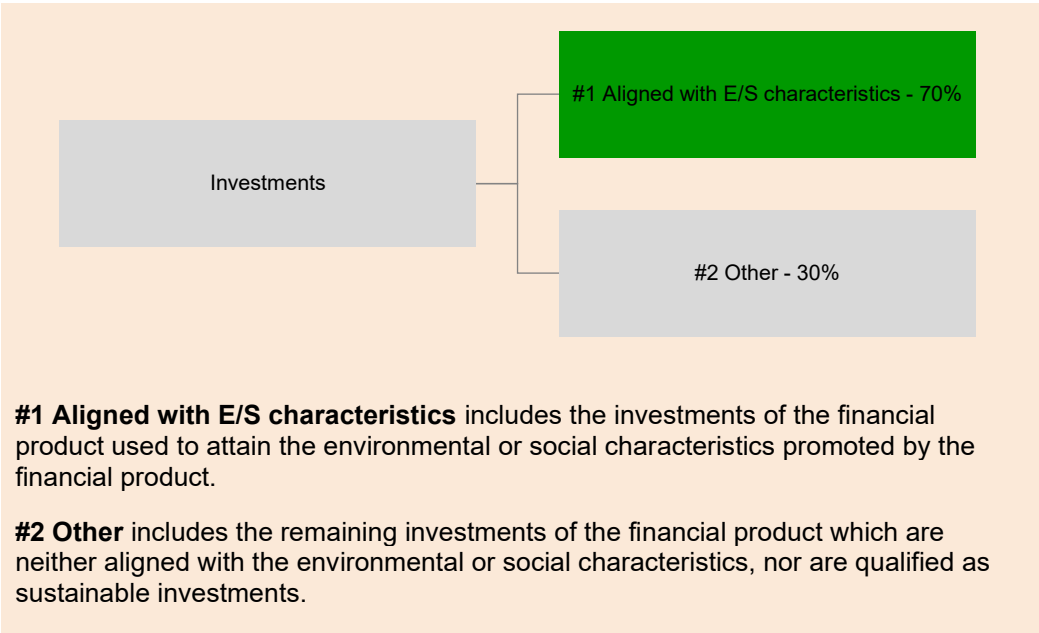 #1 Aligned with E/S characteristics - 70%
Investments
#2 Other - 30%
#1 Aligned with E/S characteristics includes the investments of the financial
product used to attain the environmental or social characteristics promoted by the
financial product.
#2 Other includes the remaining investments of the financial product which are
neither aligned with the environmental or social characteristics, nor are qualified as
sustainable investments.